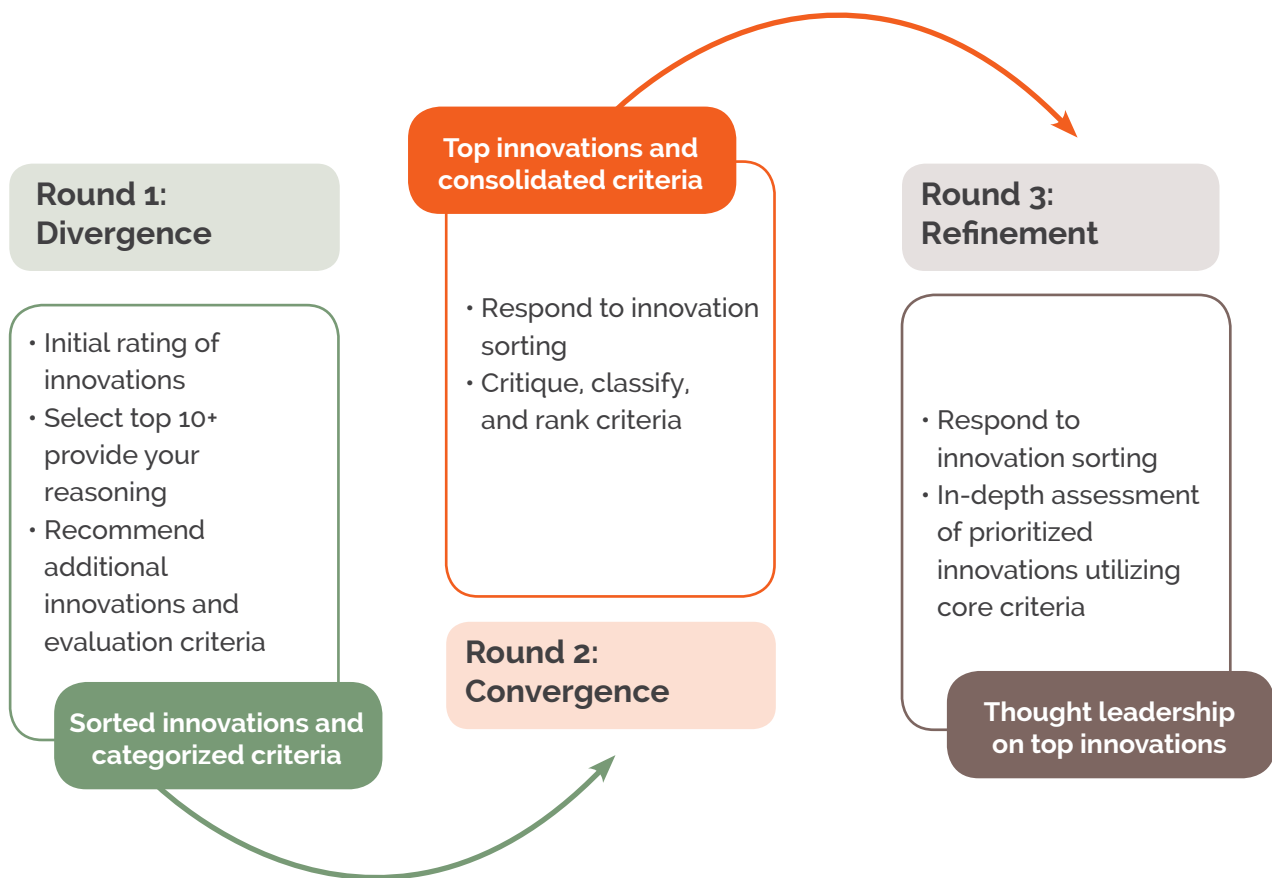 Round 1:
Divergence
• Initial rating of
innovations
• Select top 10+
provide your
reasoning
• Recommend
additional
innovations and
evaluation criteria
Sorted innovations and
categorized criteria
Top innovations and
consolidated criteria
• Respond to innovation
sorting
• Critique, classify,
and rank criteria
Round 2:
Convergence
Round 3:
Refinement
• Respond to
innovation sorting
• In-depth assessment
of prioritized
innovations utilizing
core criteria
Thought leadership
on top innovations